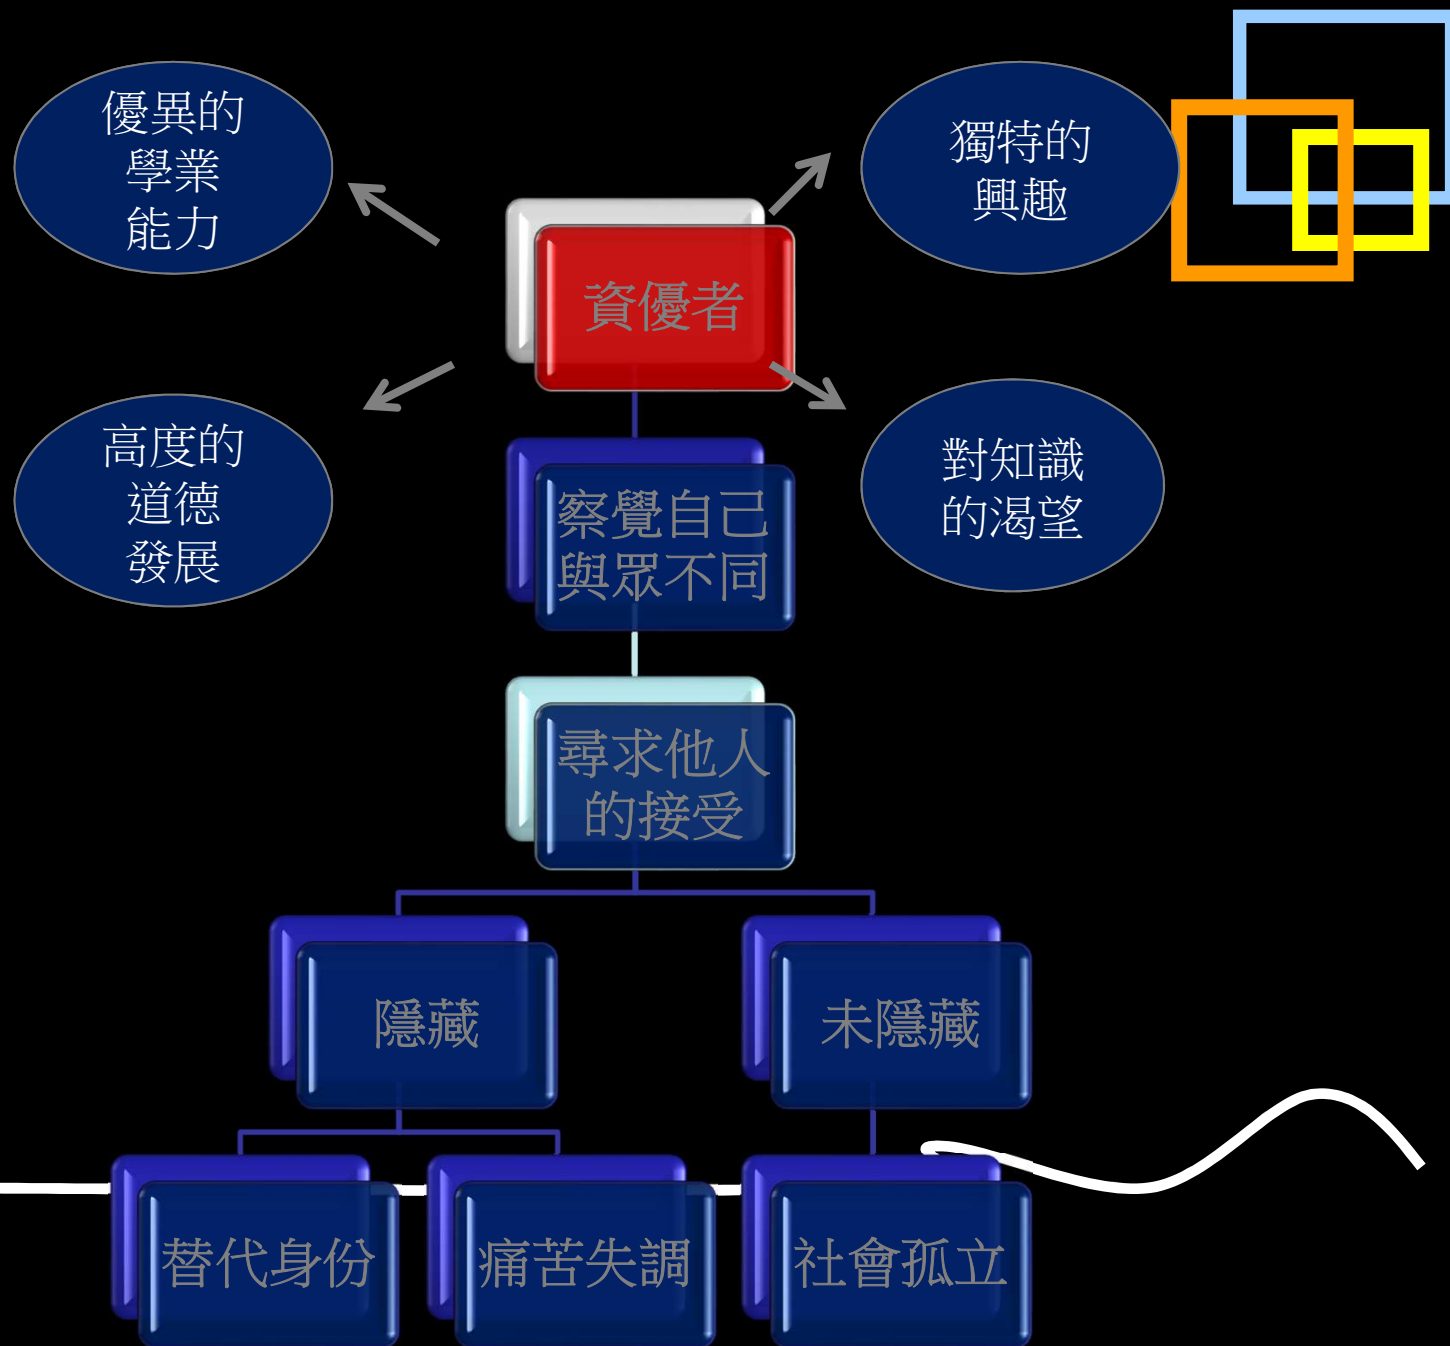 優異的
學業
能力
獨特的
興趣
資優者
高度的
道德
發展
對知識
的渴望
察覺自己
與眾不同
尋求他人
的接受
隱藏
未隱藏
替代身份
痛苦失調
社會孤立